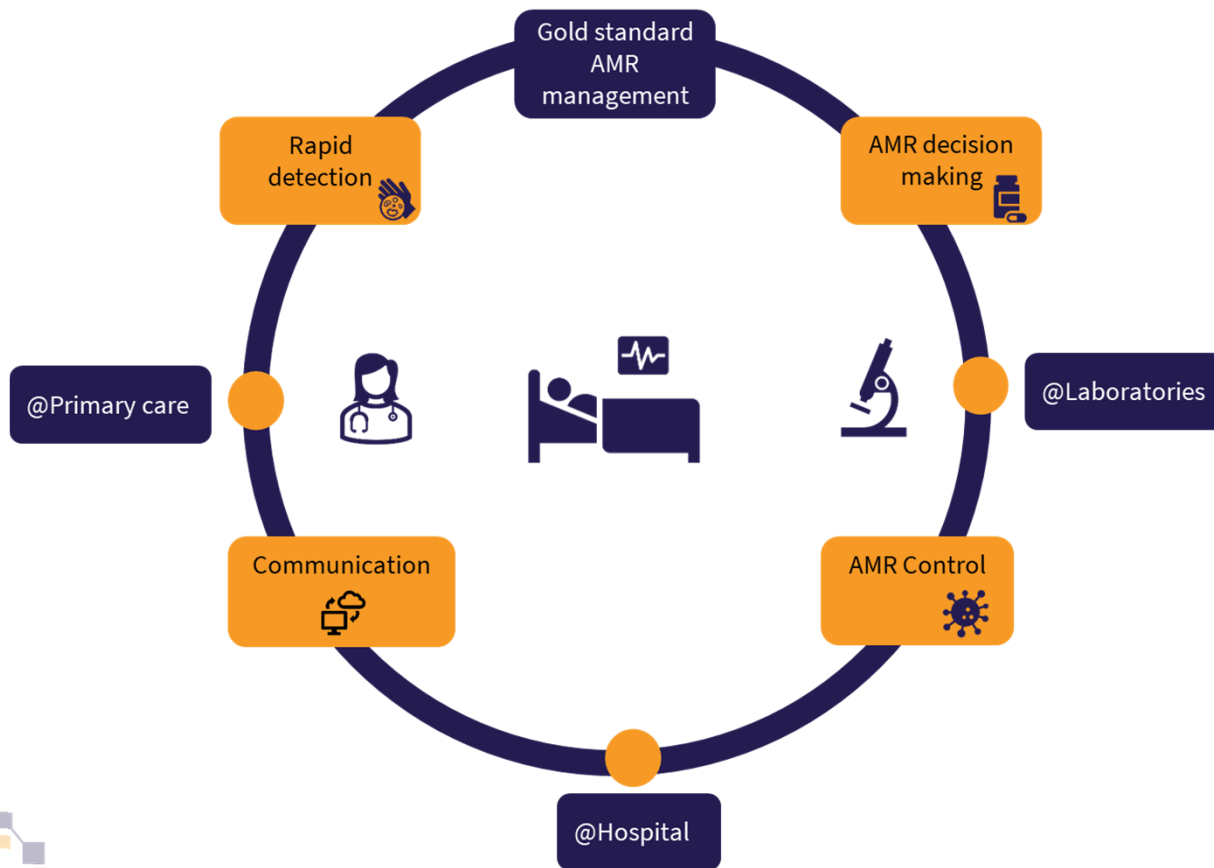 Gold standard
AMR
management
Rapid
detection
AMR decision
making
@Primary care
@Laboratories
Communication
AMR Control
@Hospital